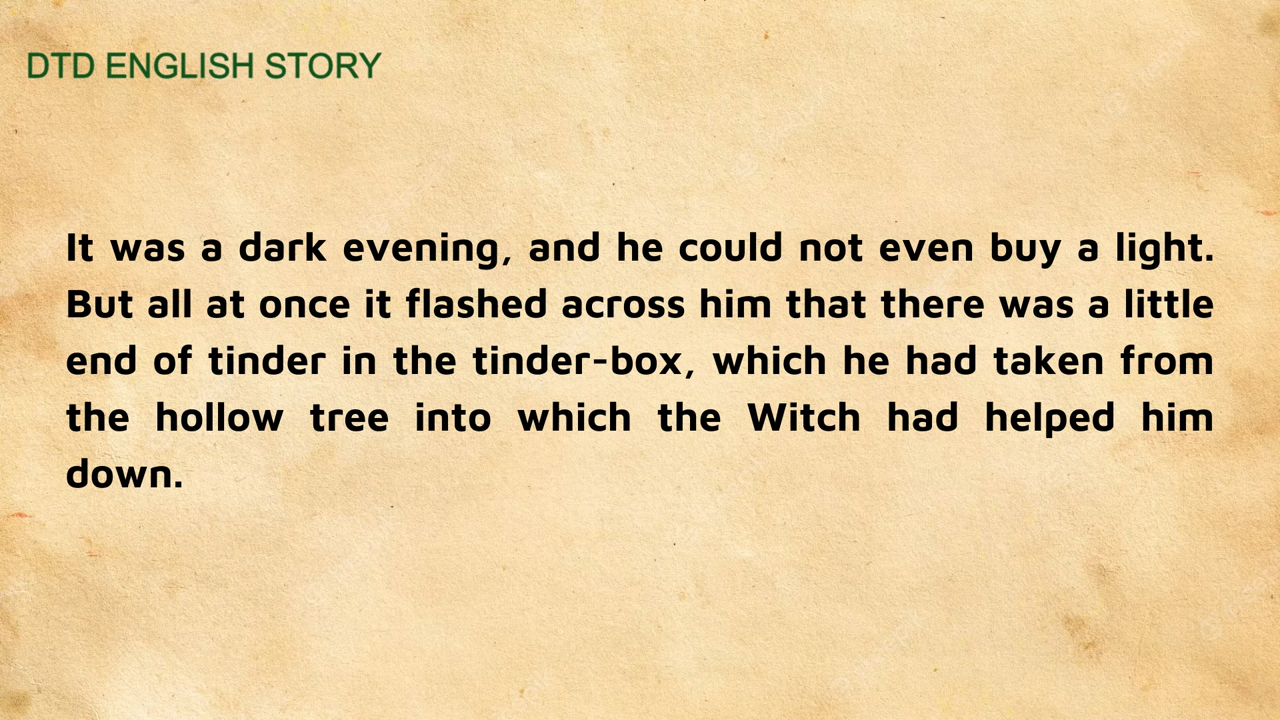 DTD ENGLISH STORY
It was a dark evening, and he could not even buy a light.
But all at once it flashed across him that there was a little
end of tinder in the tinder-box, which he had taken from
the hollow tree into which the Witch had helped him
down.